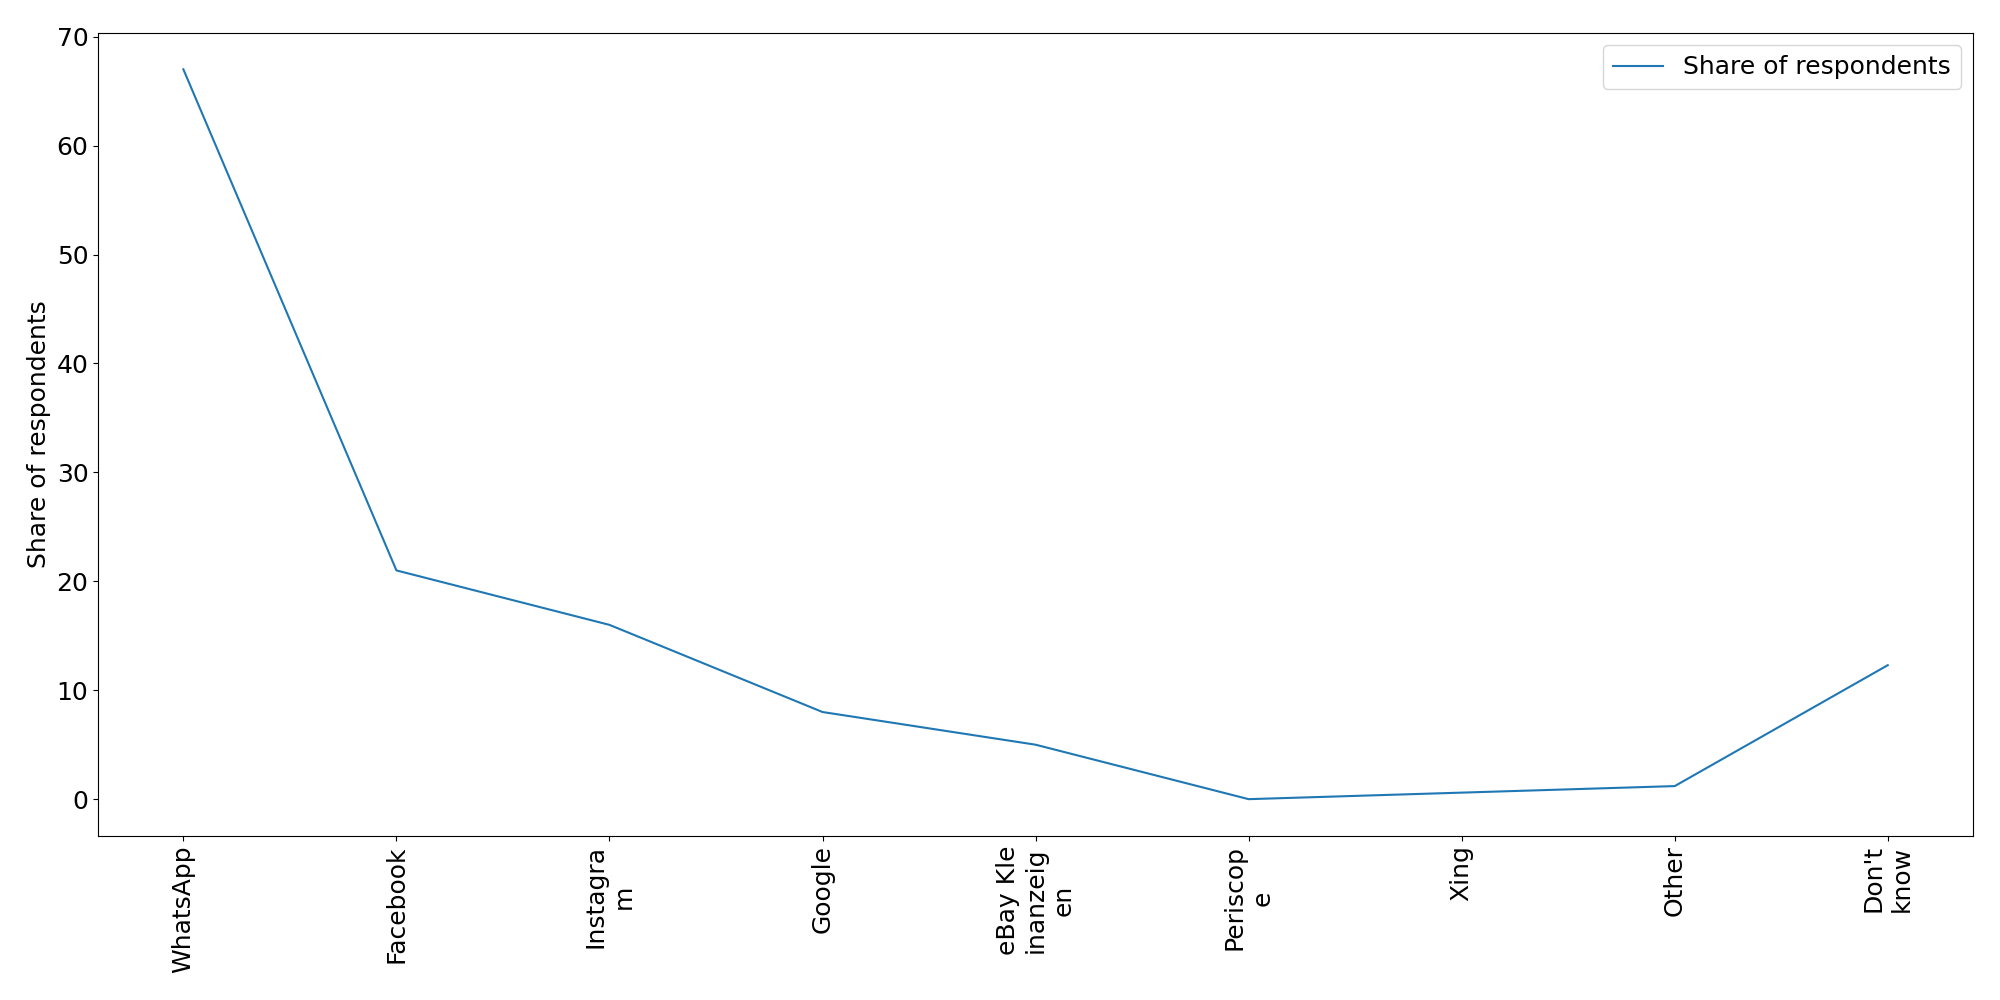 70
60
50
40
30
20
10
0
Share of respondents
Share of respondents
WhatsApp
Facebook
Instagra
m
Google
eBay Kle
inanzeig
en
Periscop
e
Xing
Other
Don't
know